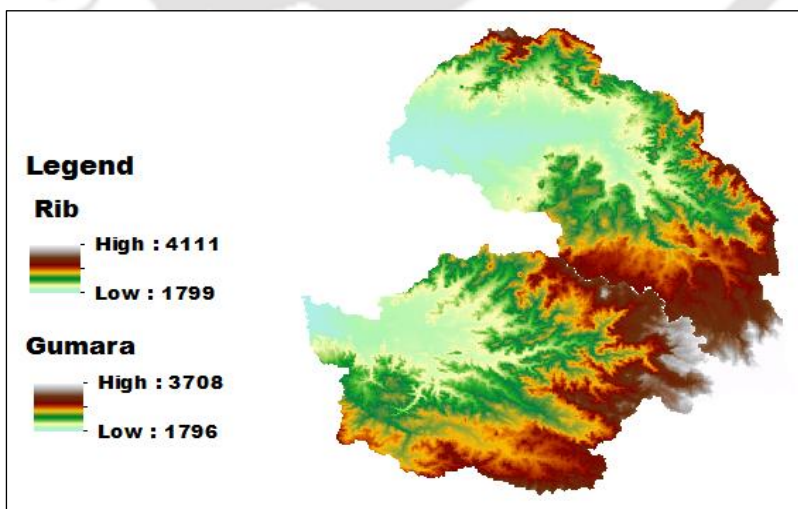 Legend
Rib
High : 4111
Low : 1799
Gumara
High : 3708
Low : 1796